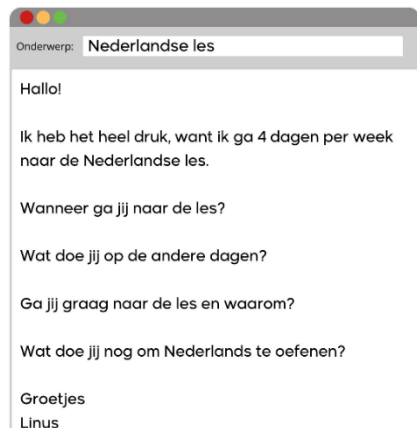 Onderwerp: Nederlandse les
Hallo!
Ik heb het heel druk, want ik ga 4 dagen per week
naar de Nederlandse les.
Wanneer ga jij naar de les?
Wat doe jij op de andere dagen?
Ga jij graag naar de les en waarom?
Wat doe jij nog om Nederlands te oefenen?
Groetjes
Linus